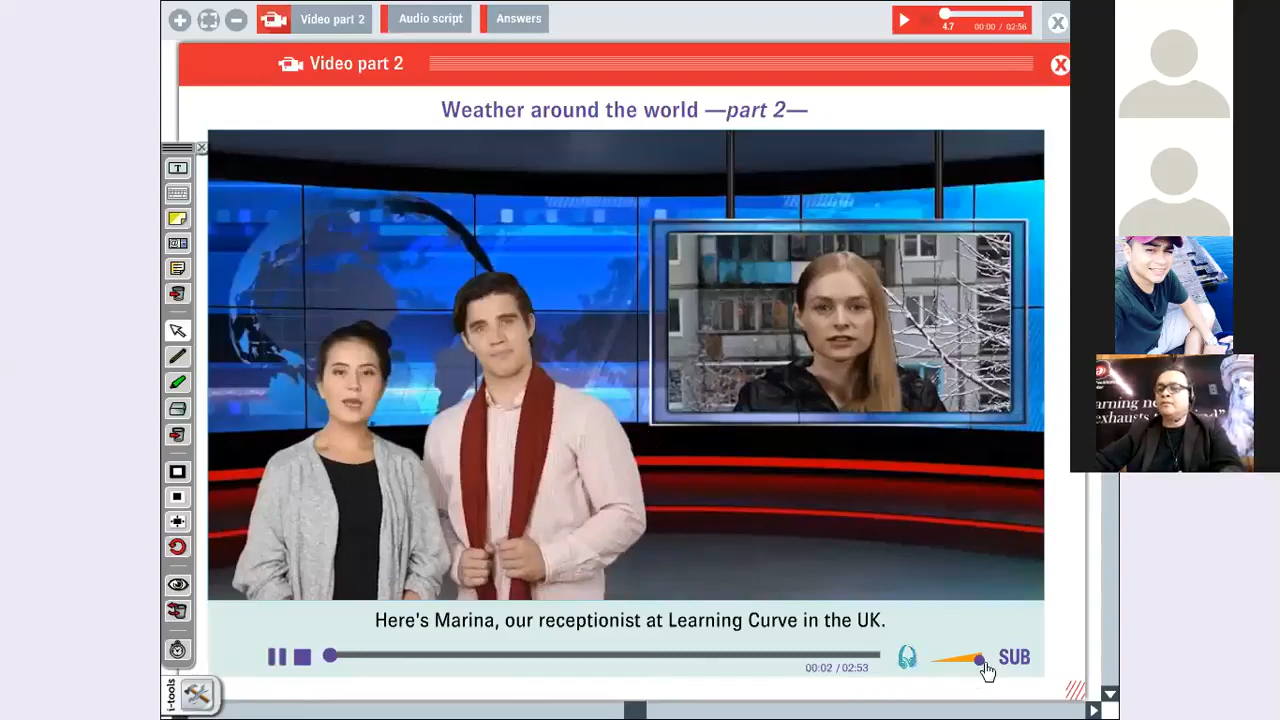 Video part 2
Audio script
Answers
4.7
00:00 / 02:56
X
Video part 2
X
Weather around the world —part 2—
Here's Marina, our receptionist at Learning Curve in the UK.
00:02 / 02:53
SUB
i-tools
T